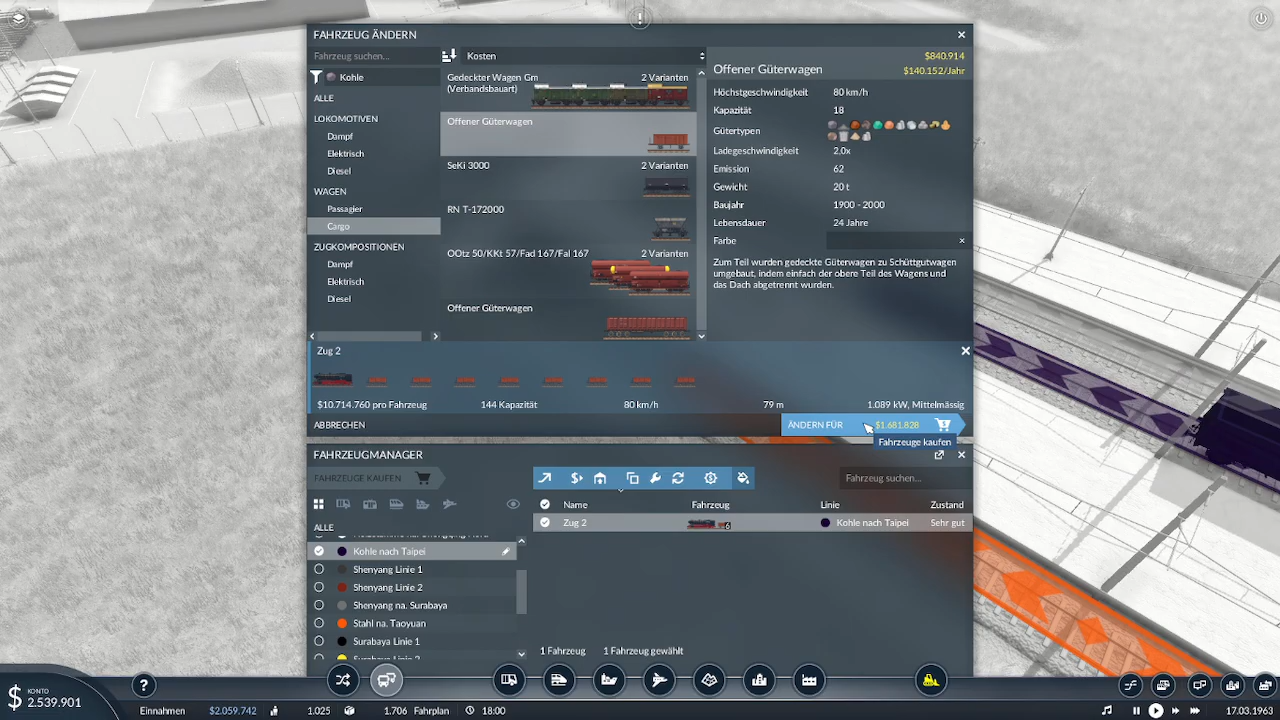 FAHRZEUG ÄNDERN
Fahrzeug suchen...
Kosten
$840.914
Kohle
Gedeckter Wagen Gm (Verbandsbauart)
2 Varianten
Offener Güterwagen
$140.152/Jahr
ALLE
Höchstgeschwindigkeit 80 km/h
LOKOMOTIVEN
Offener Güterwagen
Kapazität 18
Dampf
Gütertypen
Elektrisch
Ladegeschwindigkeit 2.0x
Diesel
SeKi 3000
2 Varianten
Emission 62
WAGEN
Gewicht 20 t
Passagier
RN T-172000
Baujahr 1900 - 2000
Cargo
Lebensdauer 24 Jahre
ZUGKOMPOSITIONEN
OOtz 50/KKt 57/Fad 167/Fal 167
2 Varianten
Farbe
Dampf
Elektrisch
Diesel
Zum Teil wurden gedeckte Güterwagen zu Schüttgutwagen
umgebaut, indem einfach der obere Teil des Wagens und
das Dach abgetrennt wurden.
Offener Güterwagen
Zug 2
$10.714.760 pro Fahrzeug
144 Kapazität
80 km/h
79 m
1.089 kW, Mittelmässig
ABBRECHEN
ÄNDERN FÜR
$1.681.828
Fahrzeuge kaufen
FAHRZEUGMANAGER
FAHRZEUGE KAUFEN
Fahrzeug suchen...
Name
Fahrzeug
Linie
Zustand
ALLE
Zug 2
6
Kohle nach Taipei
Sehr gut
Kohle nach Taipei
Shenyang Linie 1
Shenyang Linie 2
Shenyang na. Surabaya
Stahl na. Taoyuan
Surabaya Linie 1
1 Fahrzeug
1 Fahrzeug gewählt
$
KONTO
2.539.901
?
Einnahmen
$2.059.742
1.025
1.706
Fahrplan
18:00
17.03.1963